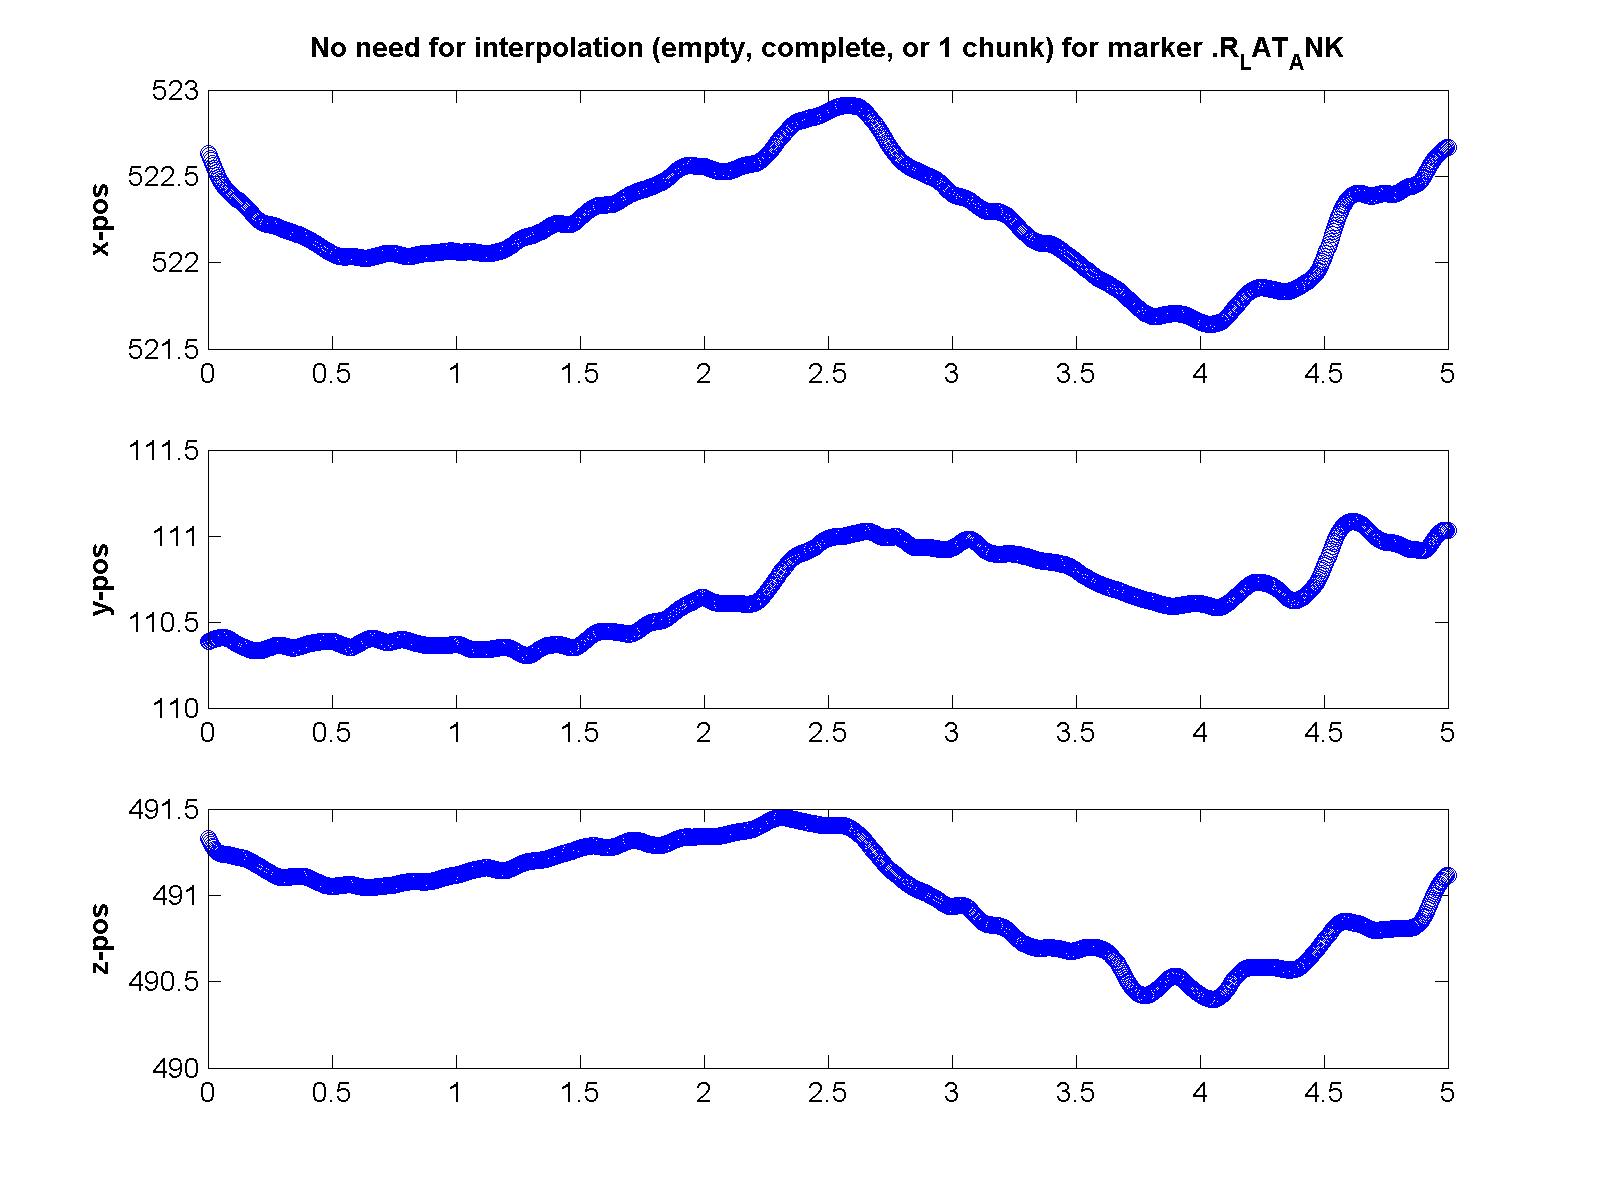 No need for interpolation (empty, complete, or 1 chunk) for marker .RLATANK
523
522.5
522
521.5
x-pos
0 0.5 1 1.5 2 2.5 3 3.5 4 4.5 5
111.5
111
110.5
110
y-pos
0 0.5 1 1.5 2 2.5 3 3.5 4 4.5 5
491.5
491
490.5
490
z-pos
0 0.5 1 1.5 2 2.5 3 3.5 4 4.5 5